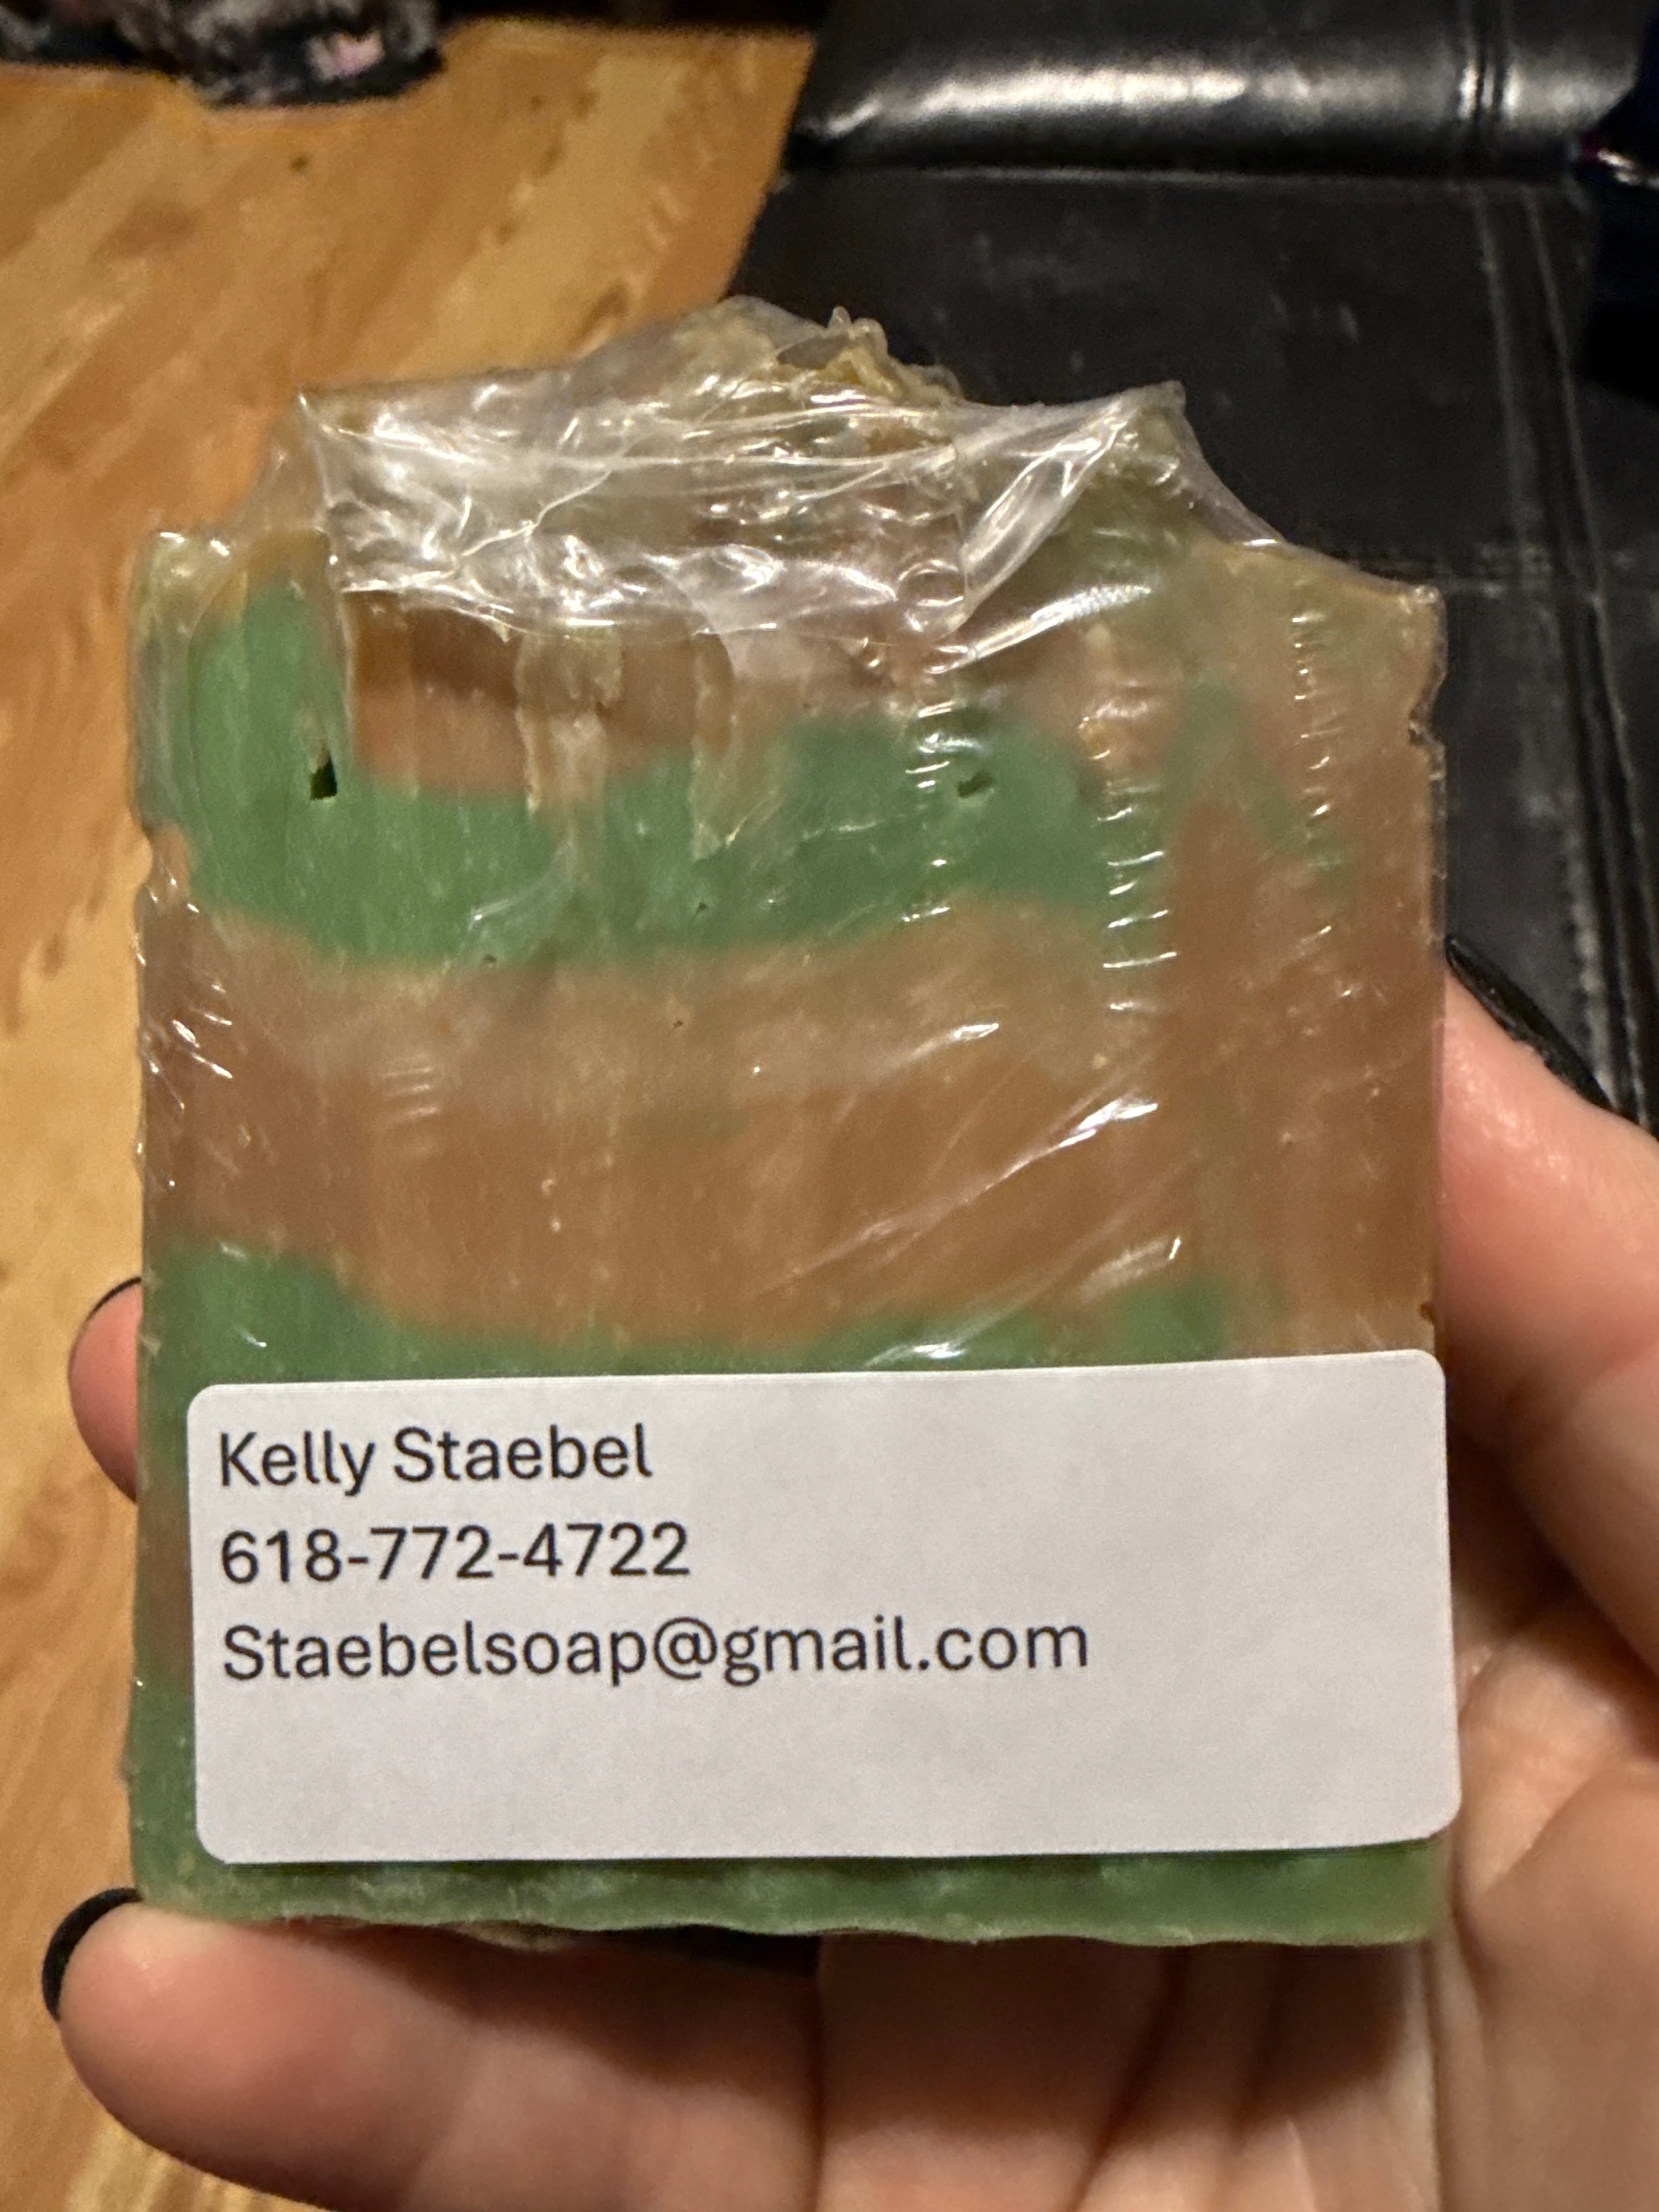 Kelly Staebel
618-772-4722
Staebelsoap@gmail.com